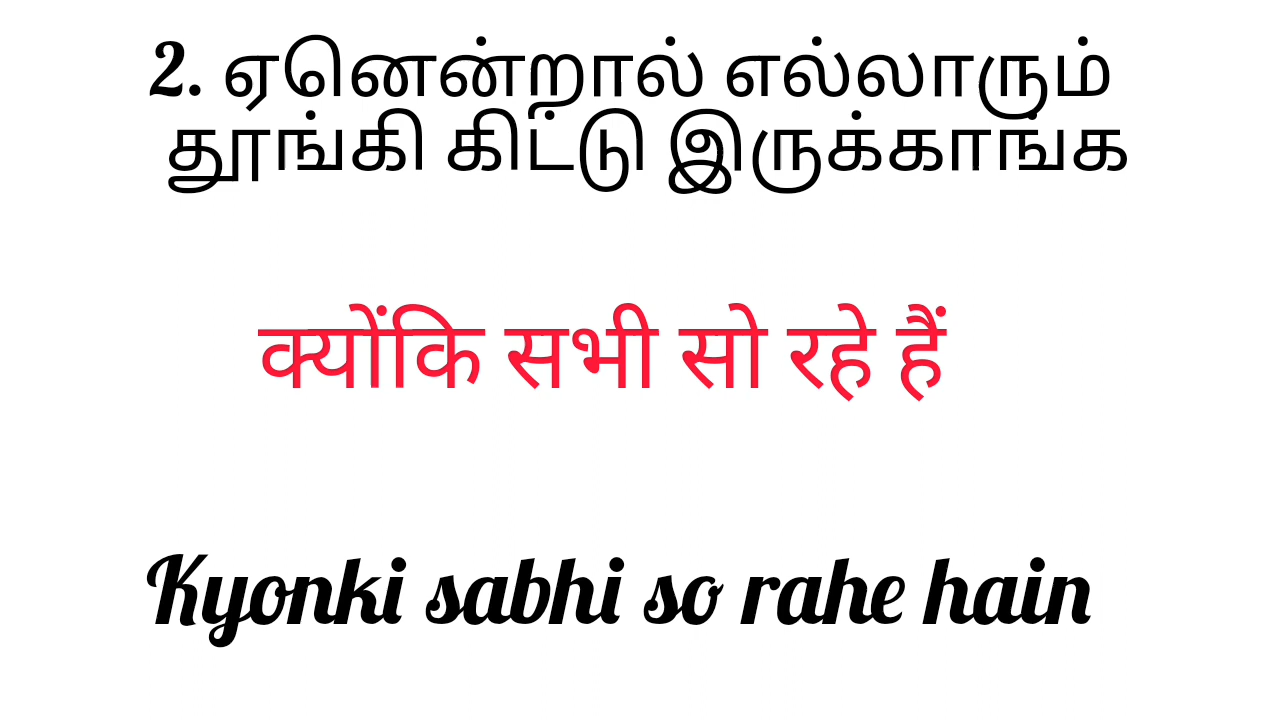 2. ஏனென்றால் எல்லாரும்
தூங்கி கிட்டு இருக்காங்க
क्योंकि सभी सो रहे हैं
Kyonki sabhi so rahe hain